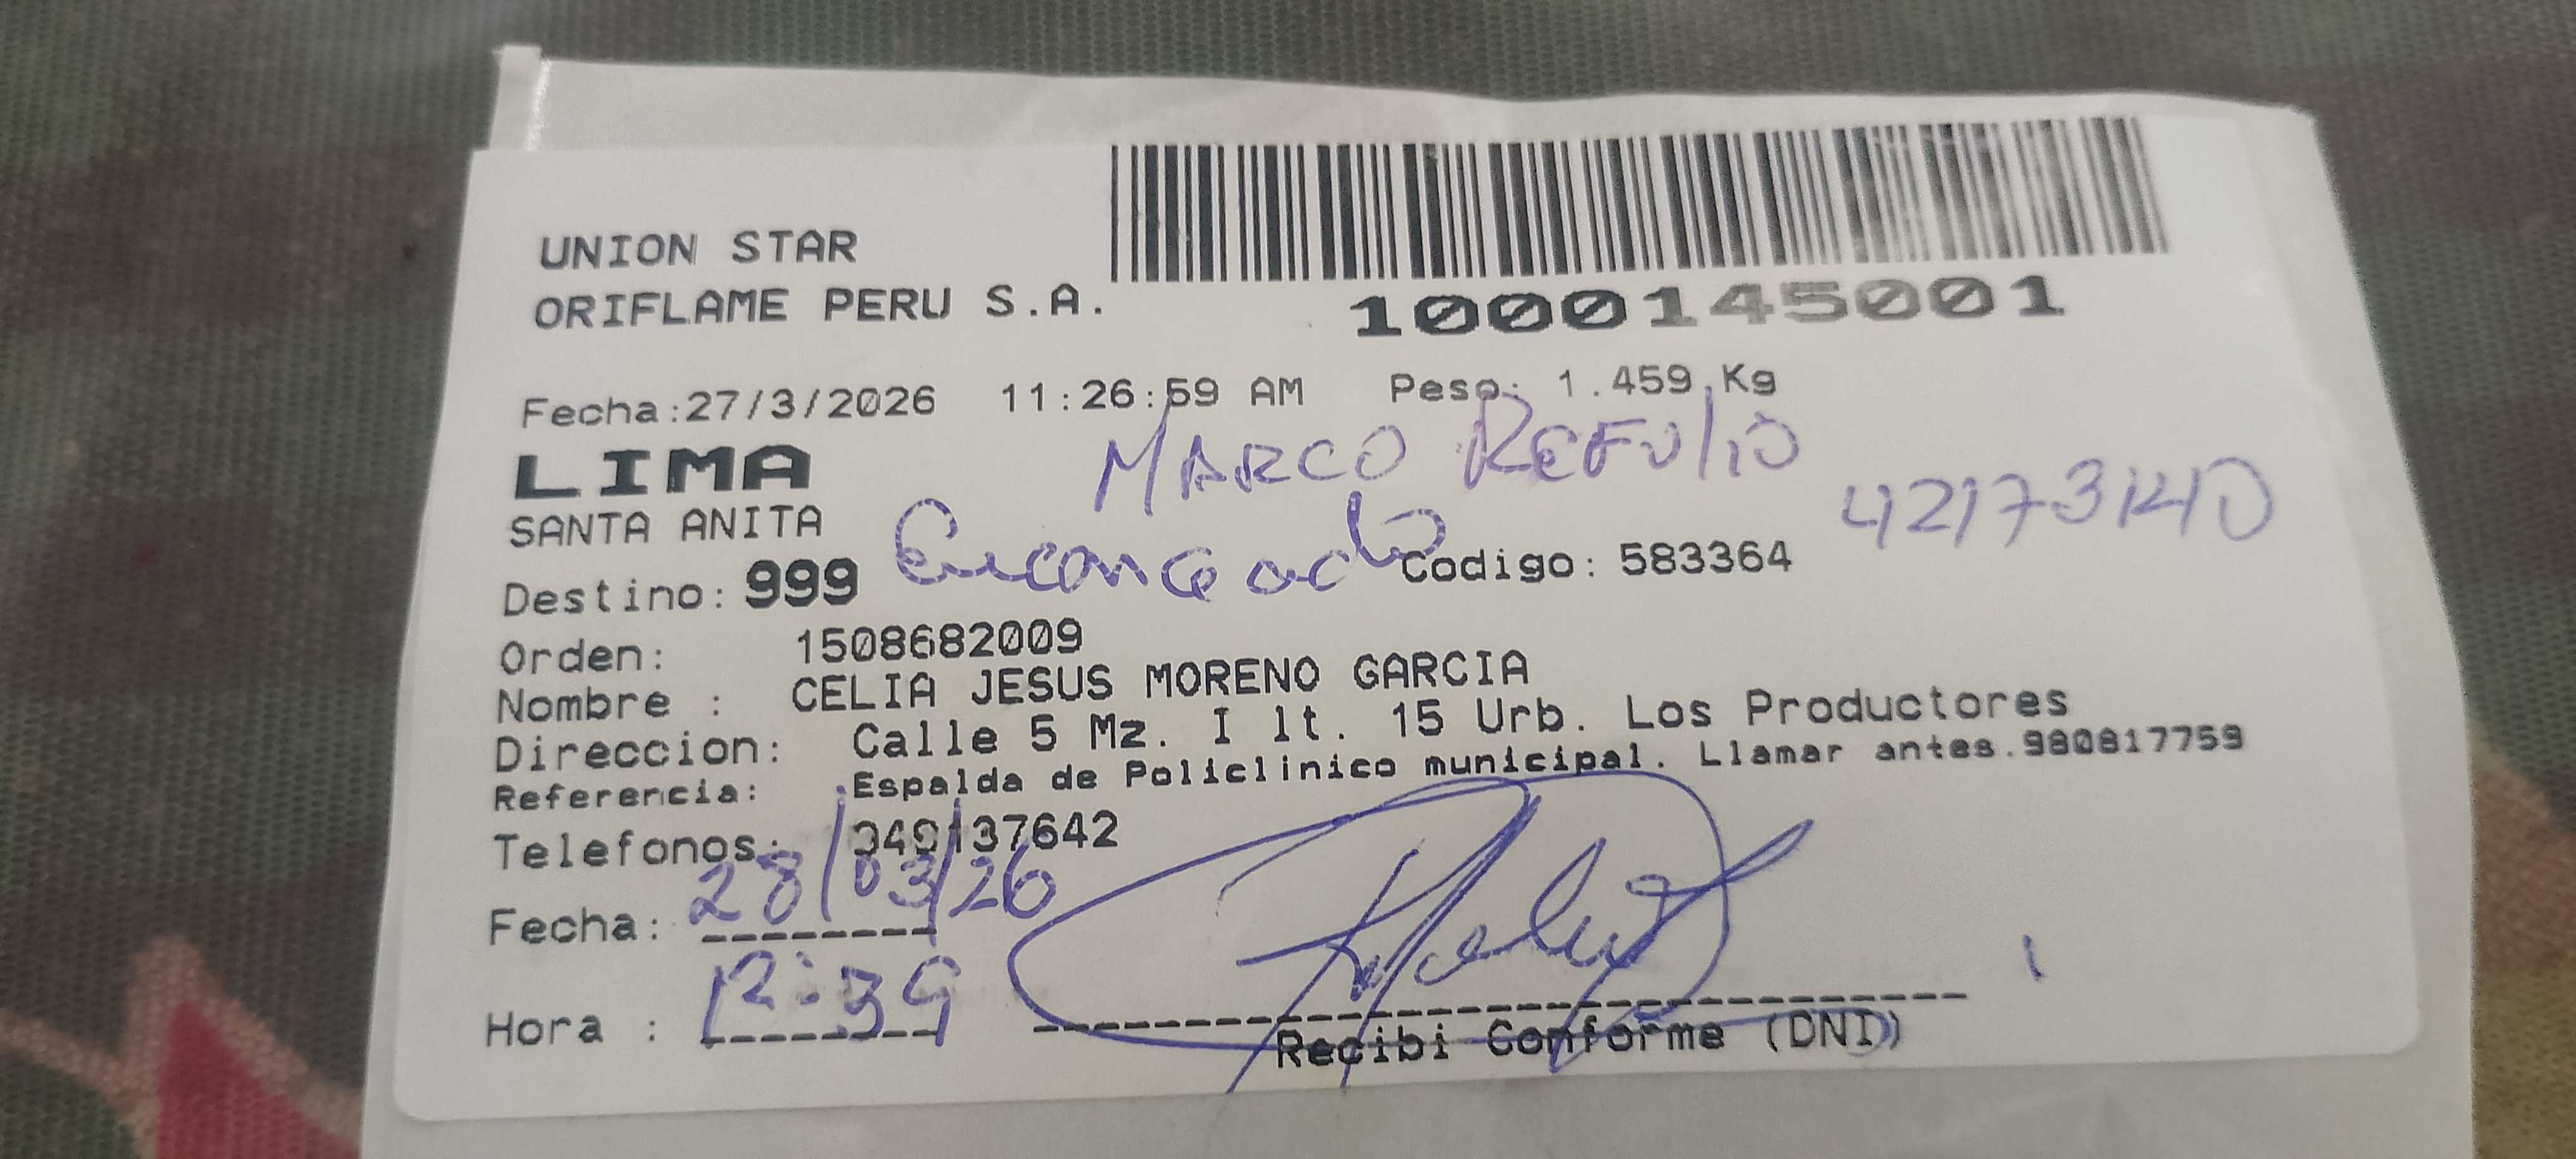 UNION STAR
ORIFLAME PERU S.A.
1000145001
Fecha:27/3/2026 11:26:59 AM Peso: 1.459 Kg
MARCO REFULIO
LIMA
42173140
SANTA ANITA
Encargado
Destino: 999 Codigo: 583364
Orden: 1508682009
Nombre : CELIA JESUS MORENO GARCIA
Direccion: Calle 5 Mz. I lt. 15 Urb. Los Productores
Referencia: Espalda de Policlinico municipal. Llamar antes.980817759
Telefonos:
Fecha: 28/03/26
Hora : 12:39
Recibi Conforme (DNI)